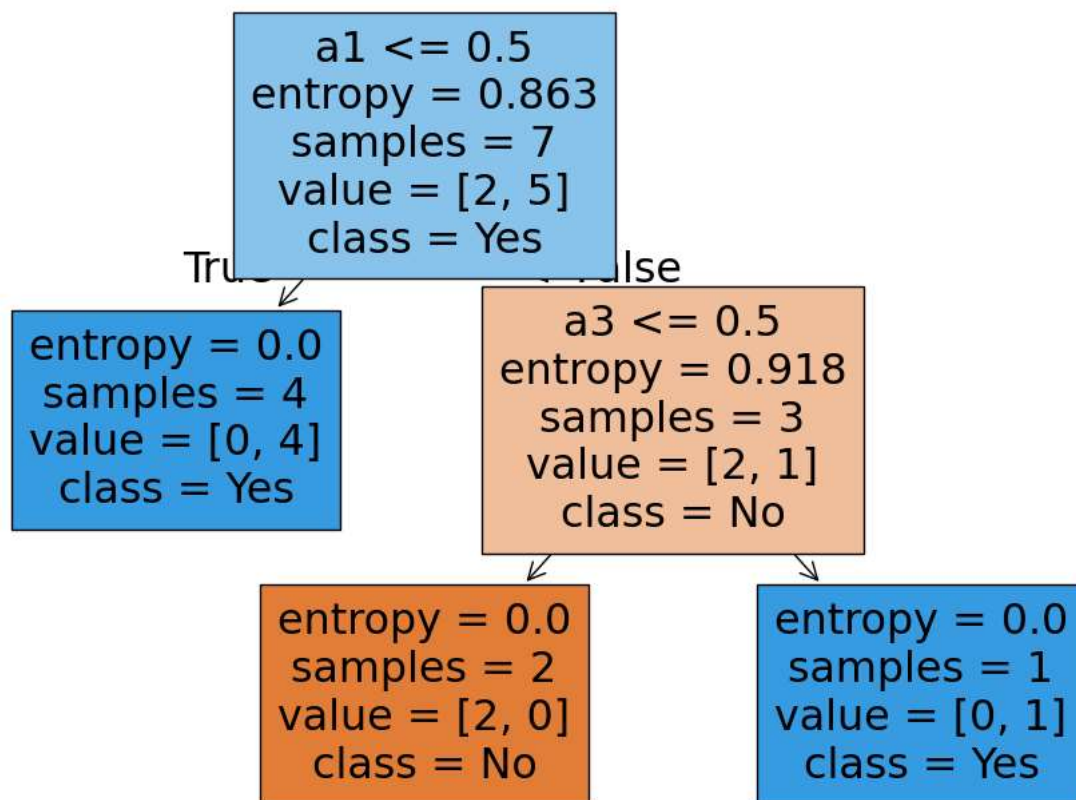 a1 <= 0.5
entropy = 0.863
samples = 7
value = [2, 5]
class = Yes
entropy = 0.0
samples = 4
value = [0, 4]
class = Yes
a3 <= 0.5
entropy = 0.918
samples = 3
value = [2, 1]
class = No
entropy = 0.0
samples = 2
value = [2, 0]
class = No
entropy = 0.0
samples = 1
value = [0, 1]
class = Yes